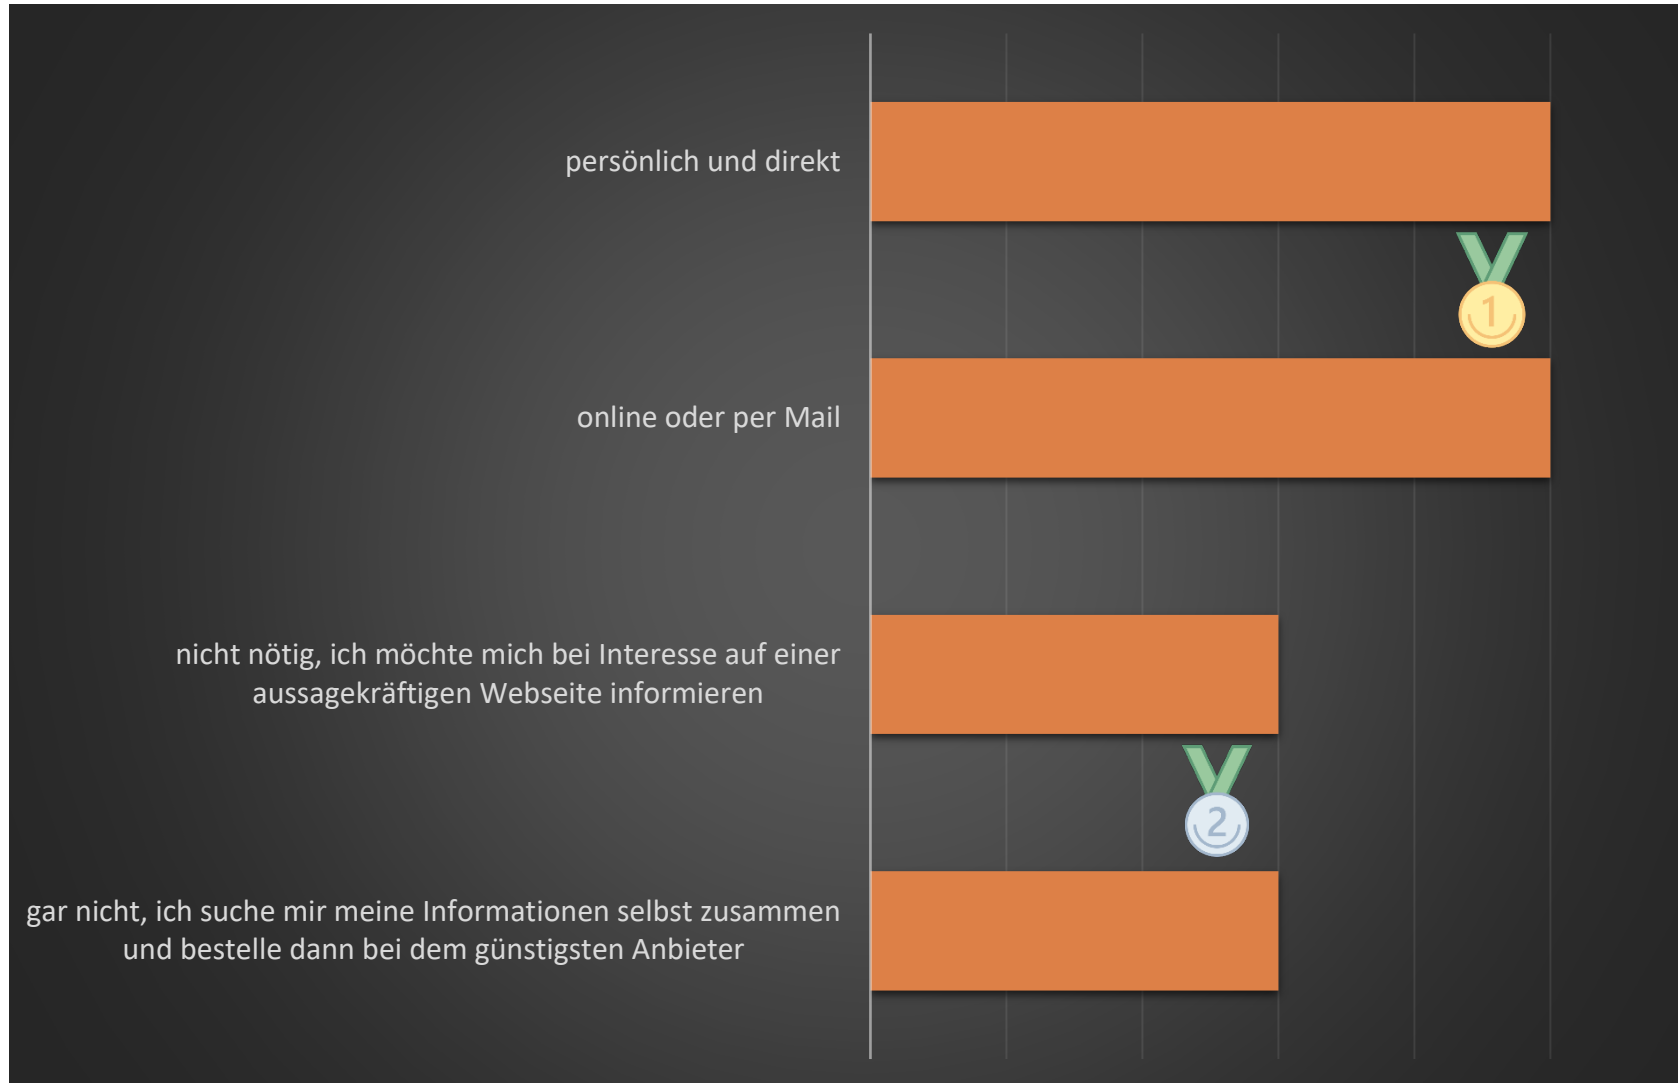 persönlich und direkt
1
online oder per Mail
nicht nötig, ich möchte mich bei Interesse auf einer
aussagekräftigen Webseite informieren
2
gar nicht, ich suche mir meine Informationen selbst zusammen
und bestelle dann bei dem günstigsten Anbieter